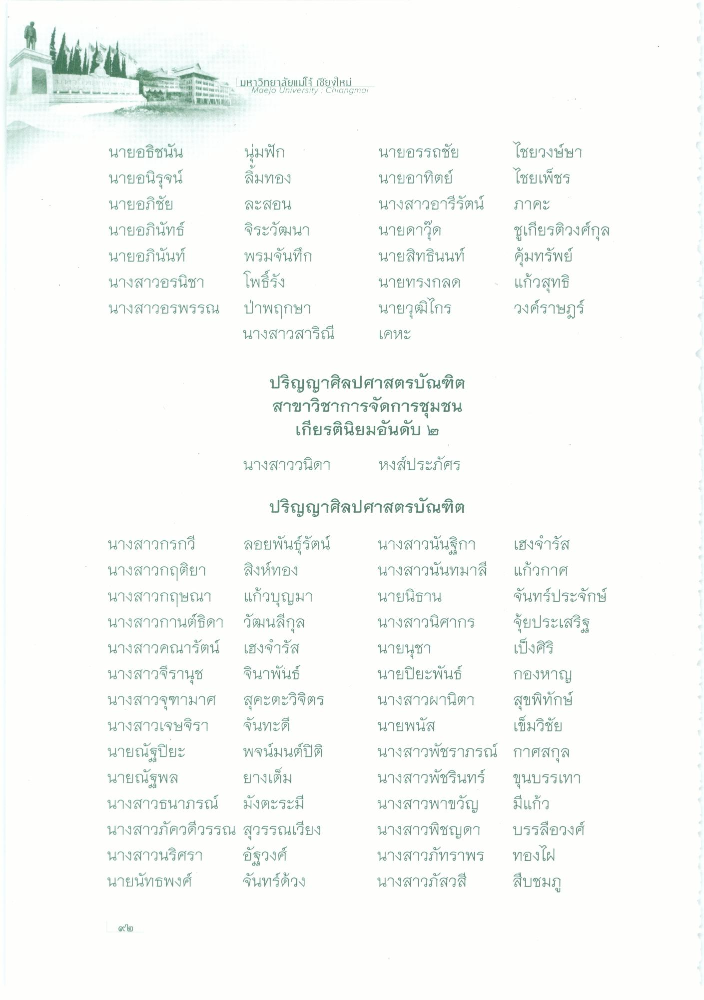 มหาวิทยาลัยแม่โจ้ เชียงใหม่
Maejo University : Chiangmai
นายอธิชนัน นุ่มฟัก นายอรรถชัย ไชยวงษ์ษา
นายอนิรุจน์ ลิ้มทอง นายอาทิตย์ ไชยเพ็ชร
นายอภิชัย ละสอน นางสาวอารีรัตน์ ภาคะ
นายอภินัทธ์ จิระวัฒนา นายดาวุ๊ด ชูเกียรติวงศ์กุล
นายอภินันท์ พรมจันทึก นายสิทธินนท์ คุ้มทรัพย์
นางสาวอรนิชา โพธิ์รัง นายทรงกลด แก้วสุทธิ
นางสาวอรพรรณ ป่าพฤกษา นายวุฒิไกร วงค์ราษฎร์
นางสาวสาริณี เคหะ
ปริญญาศิลปศาสตรบัณฑิต
สาขาวิชาการจัดการชุมชน
เกียรตินิยมอันดับ ๒
นางสาววนิดา หงส์ประภัศร
ปริญญาศิลปศาสตรบัณฑิต
นางสาวกรกวี ลอยพันธุ์รัตน์ นางสาวนันฐิกา เฮงจำรัส
นางสาวกฤติยา สิงห์ทอง นางสาวนันทมาลี แก้วกาศ
นางสาวกฤษณา แก้วบุญมา นายนิธาน จันทร์ประจักษ์
นางสาวกานต์ธิดา วัฒนลีกุล นางสาวนิศากร จุ้ยประเสริฐ
นางสาวคณารัตน์ เฮงจำรัส นายนุชา เป็งศิริ
นางสาวจีรานุช จินาพันธ์ นายปิยะพันธ์ กองหาญ
นางสาวจุฑามาศ สุคะตะวิจิตร นางสาวผานิตา สุขพิทักษ์
นางสาวเจษจิรา จันทะดี นายพนัส เข็มวิชัย
นายณัฐปิยะ พจน์มนต์ปิติ นางสาวพัชราภรณ์ กาศสกุล
นายณัฐพล ยางเต็ม นางสาวพัชรินทร์ ขุนบรรเทา
นางสาวธนาภรณ์ มังตะระมี นางสาวพาขวัญ มีแก้ว
นางสาวภัควดีวรรณ สุวรรณเวียง นางสาวพิชญดา บรรลือวงศ์
นางสาวนริศรา อัฐวงศ์ นางสาวภัทราพร ทองไฝ
นายนัทธพงศ์ จันทร์ด้วง นางสาวภัสวสี สืบชมภู
๙๒